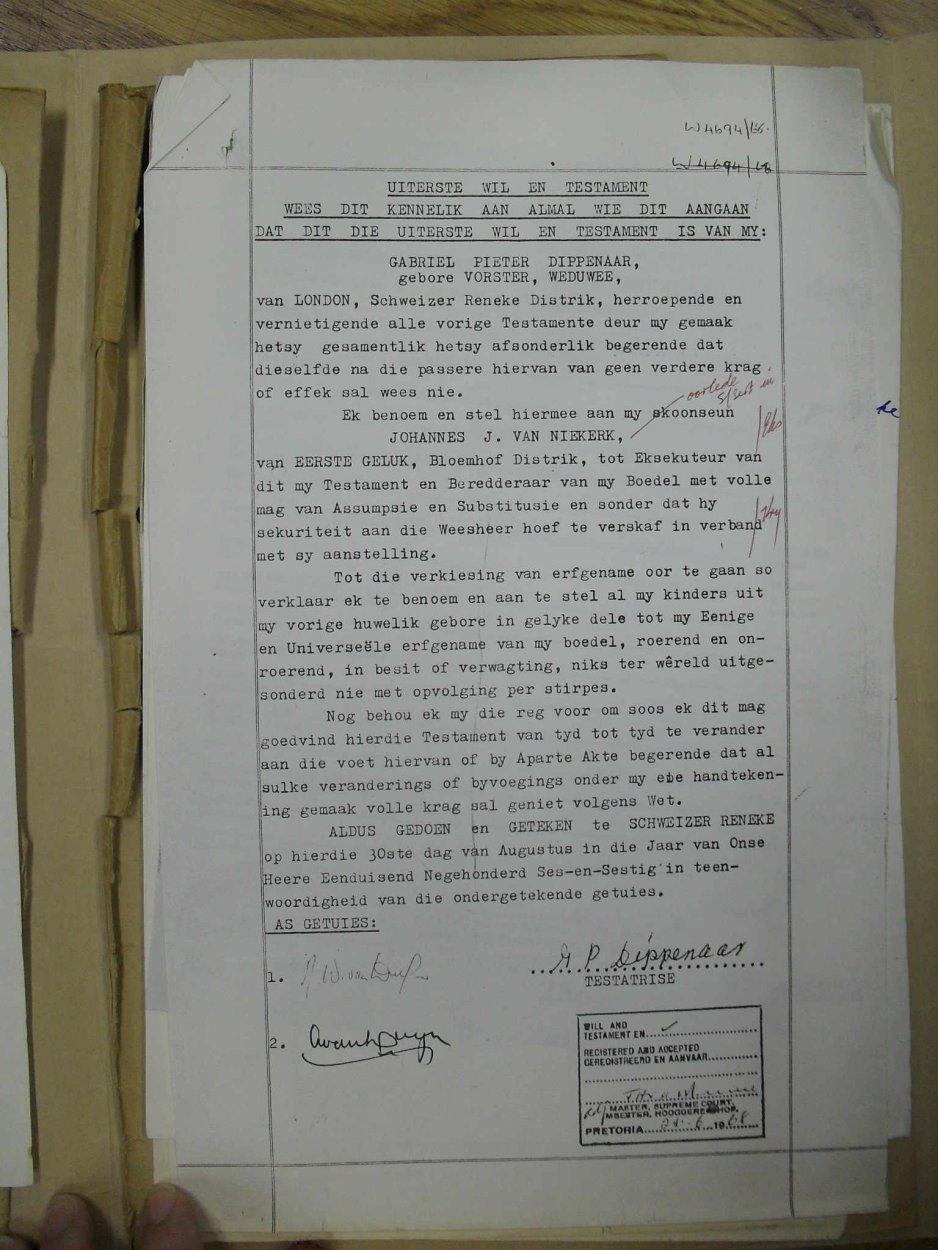 W4694/68.
W4694/68
UITERSTE WIL EN TESTAMENT
WEES DIT KENNELIK AAN ALMAL WIE DIT AANGAAN
DAT DIT DIE UITERSTE WIL EN TESTAMENT IS VAN MY:
GABRIEL PIETER DIPPENAAR,
gebore VORSTER, WEDUWEE,
van LONDON, Schweizer Reneke Distrik, herroepende en
vernietigende alle vorige Testamente deur my gemaak
hetsy gesamentlik hetsy afsonderlik begerende dat
dieselfde na die passere hiervan van geen verdere krag
of effek sal wees nie.
oorlede
Ek benoem en stel hiermee aan my skoonseun
JOHANNES J. VAN NIEKERK,
van EERSTE GELUK, Bloemhof Distrik, tot Eksekuteur van
dit my Testament en Beredderaar van my Boedel met volle
mag van Assumpsie en Substitusie en sonder dat hy
sekuriteit aan die Weesheer hoef te verskaf in verband
met sy aanstelling.
Tot die verkiesing van erfgename oor te gaan so
verklaar ek te benoem en aan te stel al my kinders uit
my vorige huwelik gebore in gelyke dele tot my Eenige
en Universeële erfgename van my boedel, roerend en on-
roerend, in besit of verwagting, niks ter wêreld uitge-
sonderd nie met opvolging per stirpes.
Nog behou ek my die reg voor om soos ek dit mag
goedvind hierdie Testament van tyd tot tyd te verander
aan die voet hiervan of by Aparte Akte begerende dat al
sulke veranderings of byvoegings onder my eie handteken-
ing gemaak volle krag sal geniet volgens Wet.
ALDUS GEDOEN en GETEKEN te SCHWEIZER RENEKE
op hierdie 30ste dag van Augustus in die Jaar van Onse
Heere Eenduisend Negehonderd Ses-en-Sestig in teen-
woordigheid van die ondergetekende getuies.
AS GETUIES:
1.
G P Dippenaar
TESTATRISE
2.
WILL AND
TESTAMENT EN
REGISTERED AND ACCEPTED
GEREGISTREERD EN AANVAAR
MASTER, SUPREME COURT,
MEESTER, HOOGGEREGSHOF,
PRETORIA 1968